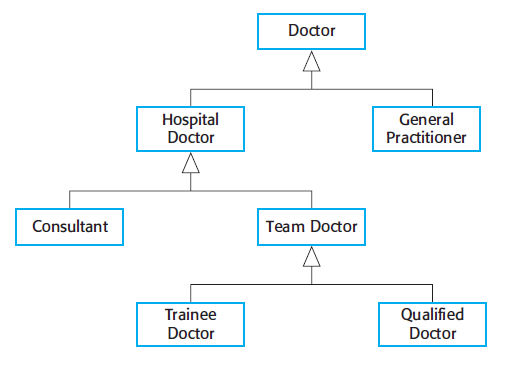 Doctor
Hospital
Doctor
General
Practitioner
Consultant
Team Doctor
Trainee
Doctor
Qualified
Doctor